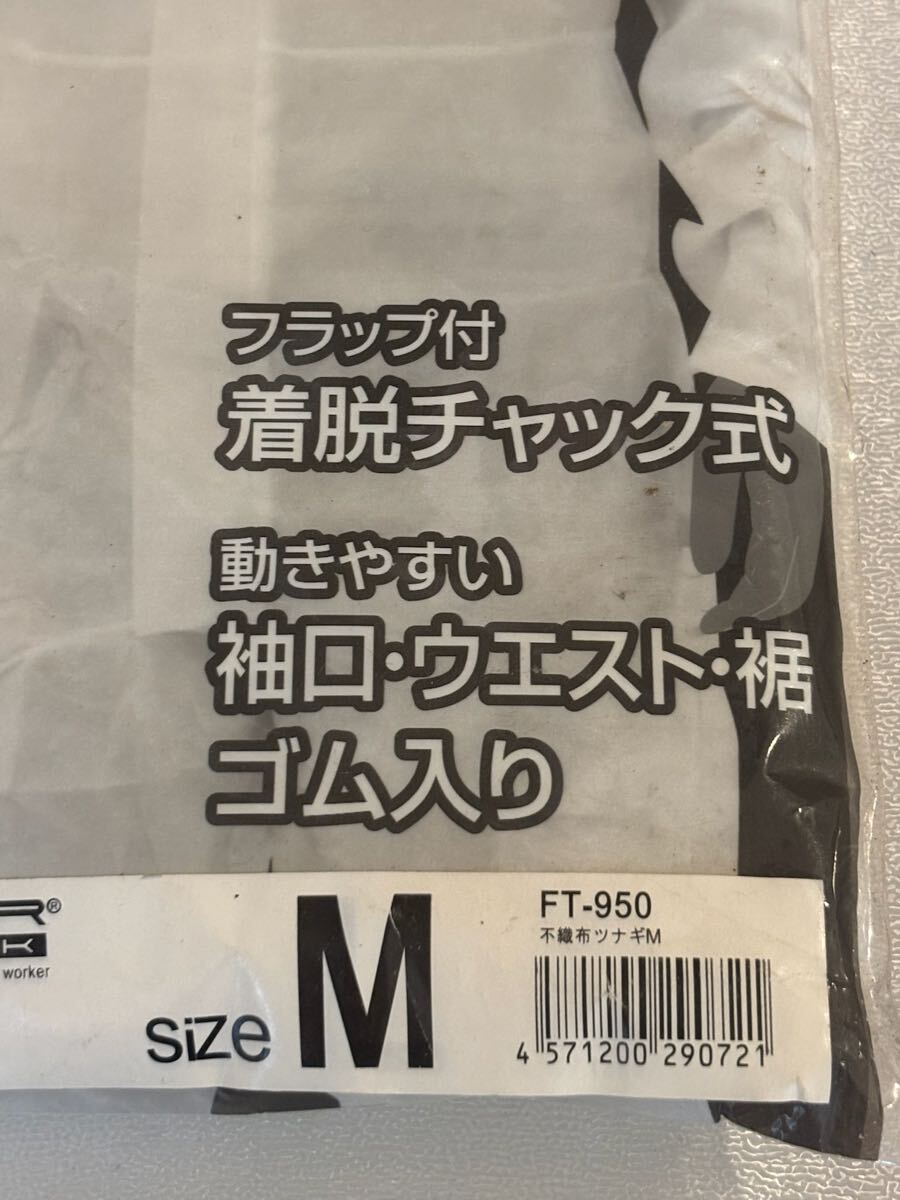 フラップ付
着脱チャック式
動きやすい
袖口・ウエスト・裾
ゴム入り
R®
K
worker
size M
FT-950
不織布ツナギM
4 571200 290721